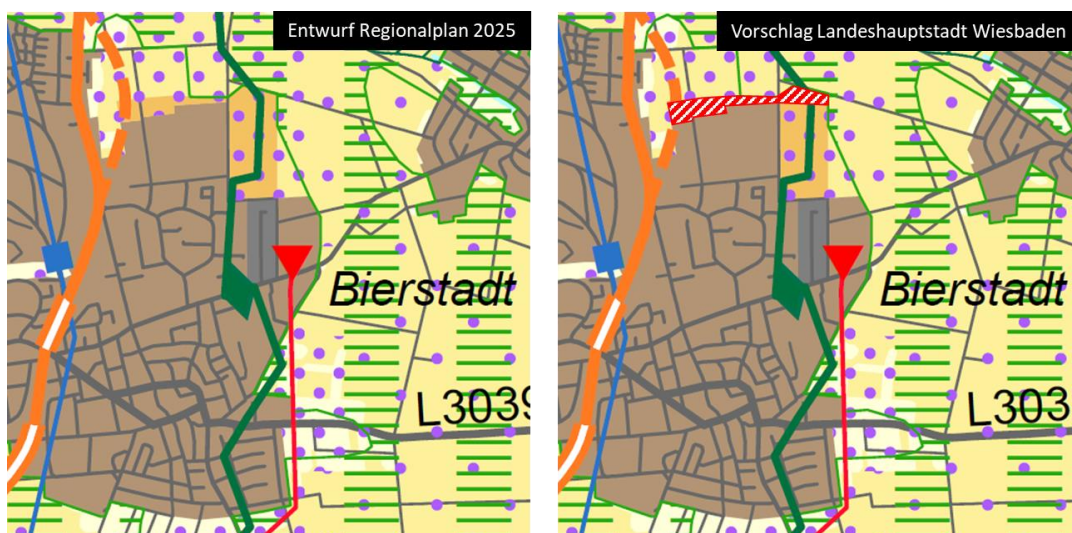 Entwurf Regionalplan 2025
Bierstadt
L3039
Vorschlag Landeshauptstadt Wiesbaden
Bierstadt
L303